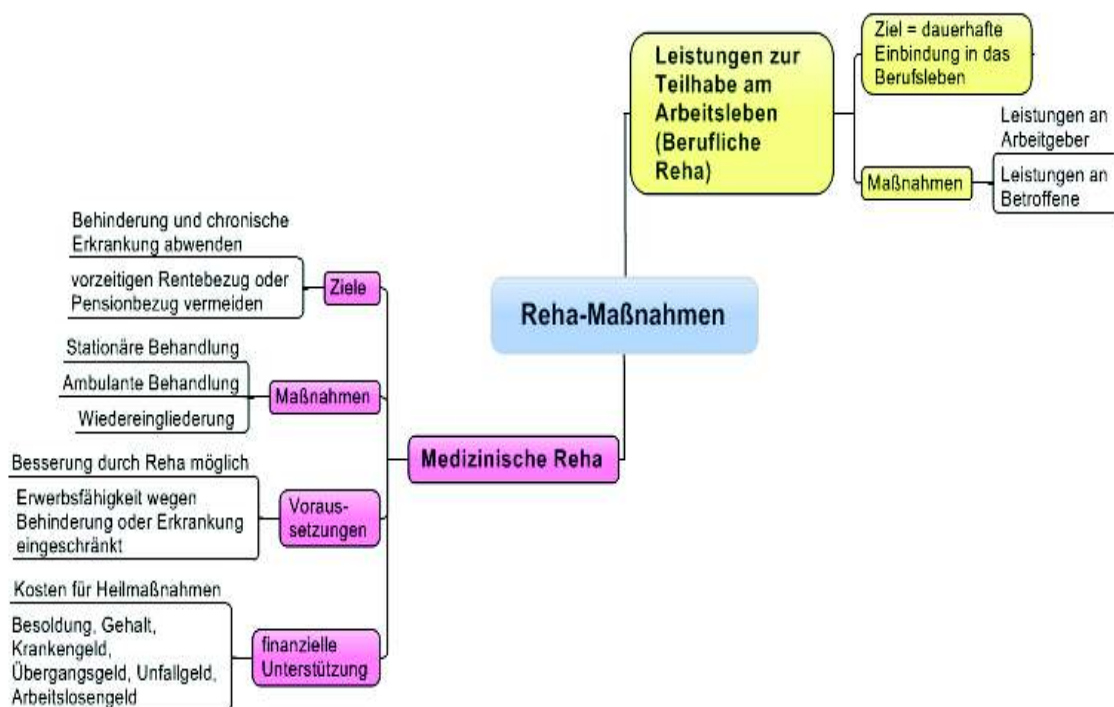 Leistungen zur
Teilhabe am
Arbeitsleben
(Berufliche
Reha)
Ziel = dauerhafte
Einbindung in das
Berufsleben
Maßnahmen
Leistungen an
Arbeitgeber
Leistungen an
Betroffene
Reha-Maßnahmen
Medizinische Reha
Ziele
Behinderung und chronische
Erkrankung abwenden
vorzeitigen Rentebezug oder
Pensionbezug vermeiden
Maßnahmen
Stationäre Behandlung
Ambulante Behandlung
Wiedereingliederung
Voraus-
setzungen
Besserung durch Reha möglich
Erwerbsfähigkeit wegen
Behinderung oder Erkrankung
eingeschränkt
finanzielle
Unterstützung
Kosten für Heilmaßnahmen
Besoldung, Gehalt,
Krankengeld,
Übergangsgeld, Unfallgeld,
Arbeitslosengeld